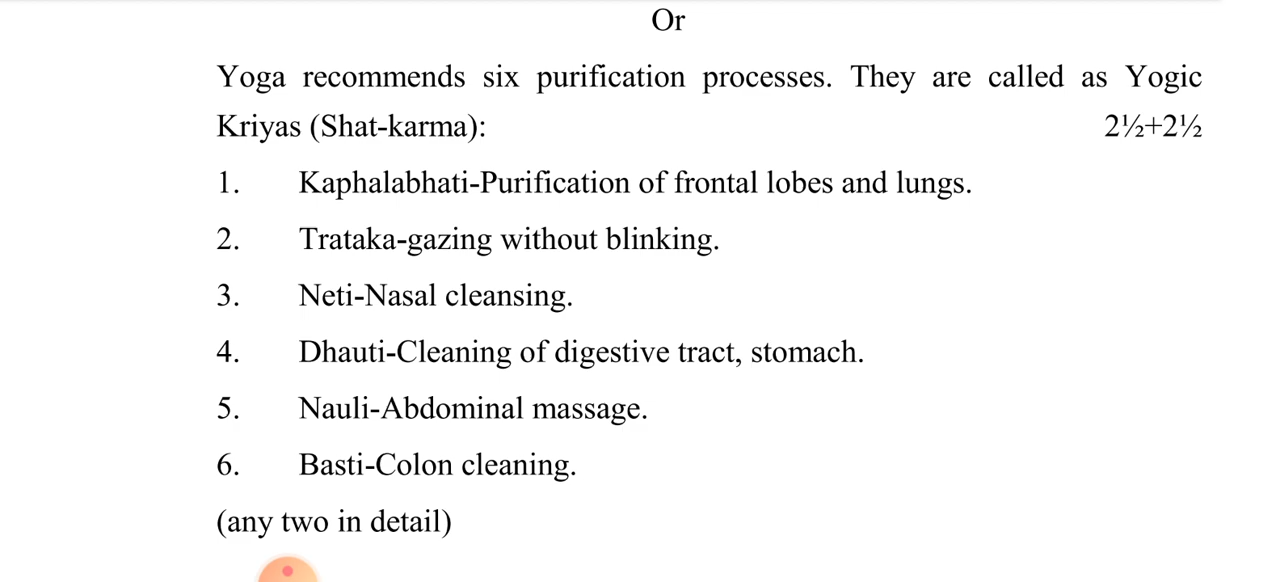 Or
Yoga recommends six purification processes. They are called as Yogic
Kriyas (Shat-karma): 2½+2½
1. Kaphalabhati-Purification of frontal lobes and lungs.
2. Trataka-gazing without blinking.
3. Neti-Nasal cleansing.
4. Dhauti-Cleaning of digestive tract, stomach.
5. Nauli-Abdominal massage.
6. Basti-Colon cleaning.
(any two in detail)